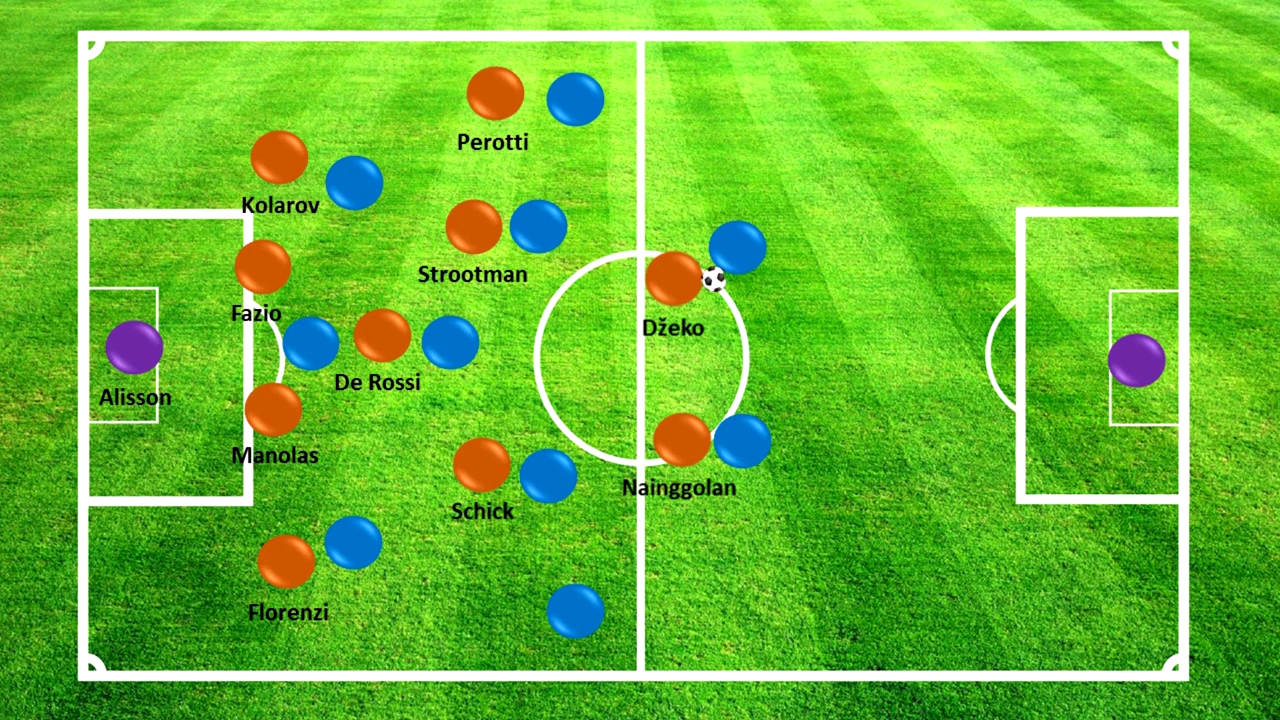 Perotti
Kolarov
Strootman
Fazio
Džeko
De Rossi
Alisson
Manolas
Nainggolan
Schick
Florenzi